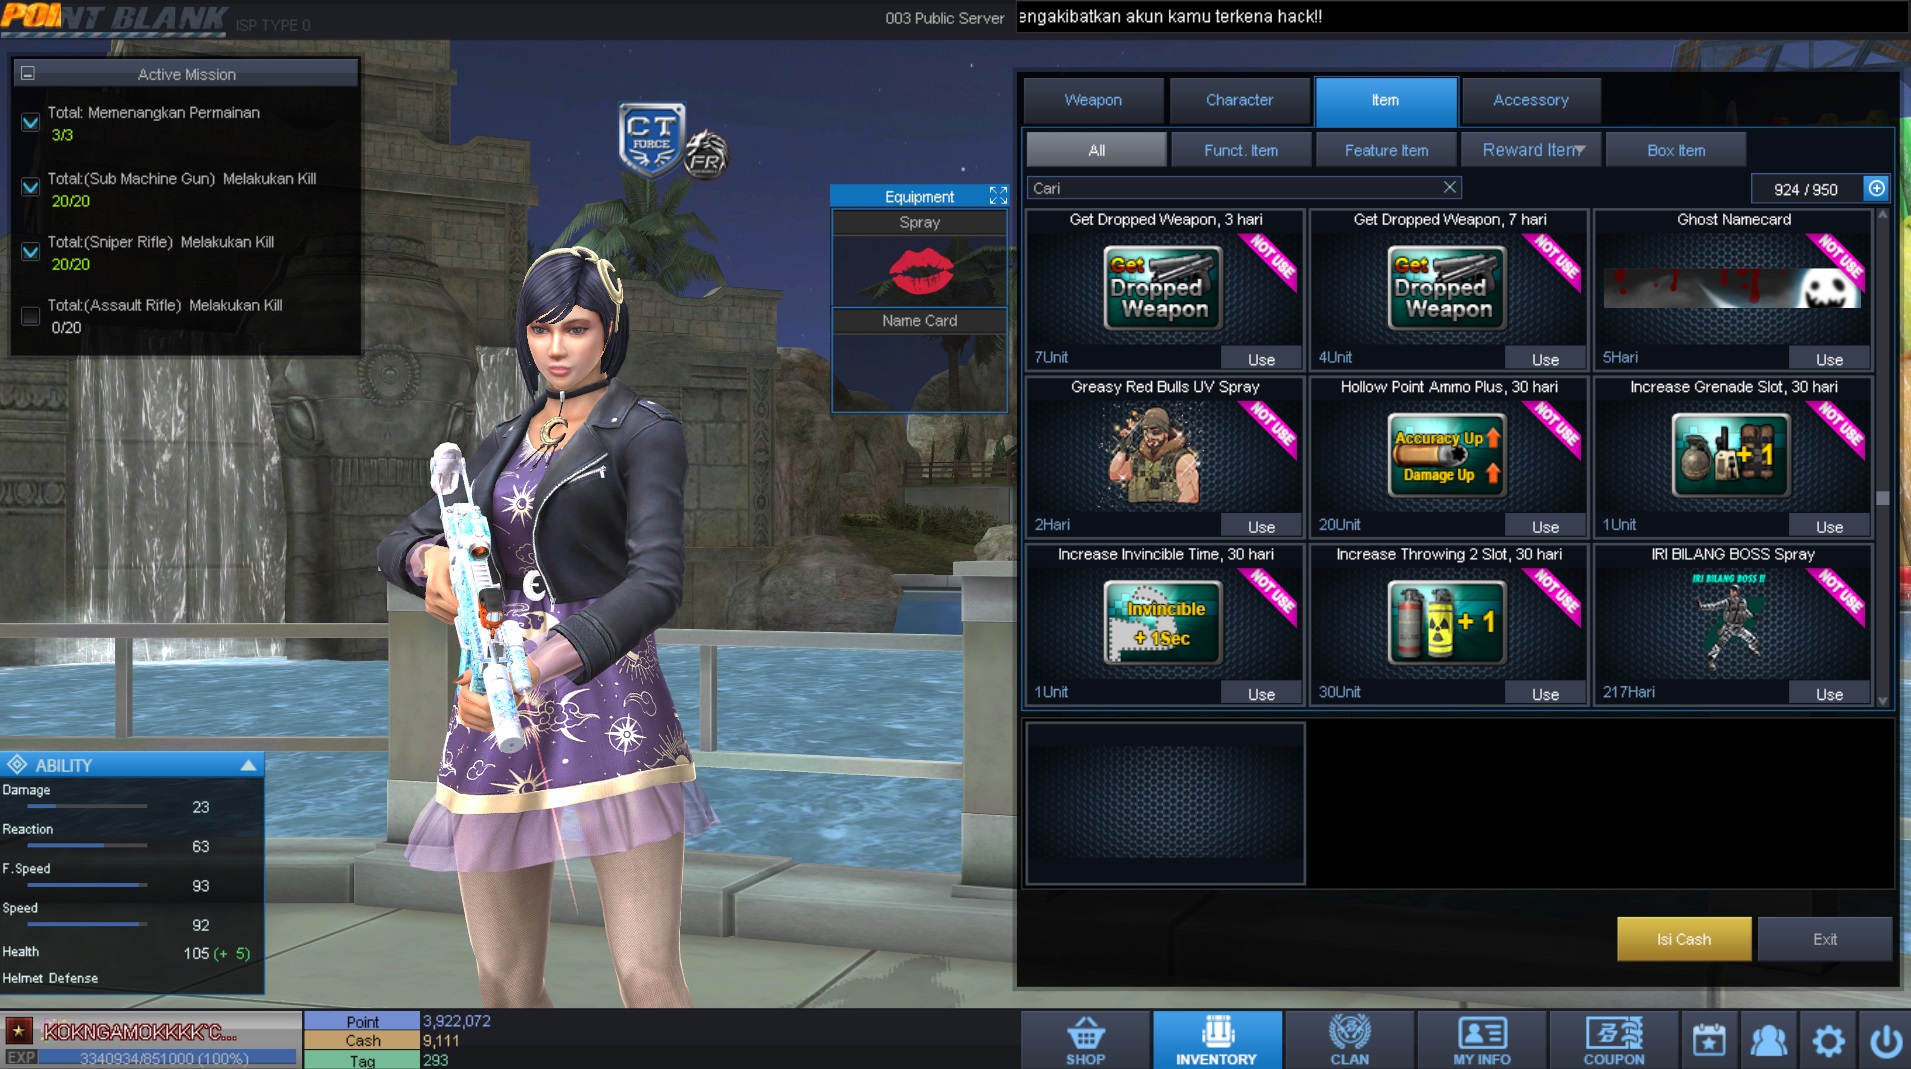 POINT BLANK
ISP TYPE 0
003 Public Server
engakibatkan akun kamu terkena hack!!
Active Mission
Total: Memenangkan Permainan
3/3
Total:(Sub Machine Gun) Melakukan Kill
20/20
Total:(Sniper Rifle) Melakukan Kill
20/20
Total:(Assault Rifle) Melakukan Kill
0/20
CT
FORCE
FR
Equipment
Spray
Name Card
Weapon
Character
Item
Accessory
All
Funct. Item
Feature Item
Reward Item
Box Item
Cari
924 / 950
Get Dropped Weapon, 3 hari
Get Dropped Weapon
NOT USE
7Unit
Use
Get Dropped Weapon, 7 hari
Get Dropped Weapon
NOT USE
4Unit
Use
Ghost Namecard
NOT USE
5Hari
Use
Greasy Red Bulls UV Spray
NOT USE
2Hari
Use
Hollow Point Ammo Plus, 30 hari
Accuracy Up
Damage Up
NOT USE
20Unit
Use
Increase Grenade Slot, 30 hari
+ 1
NOT USE
1Unit
Use
Increase Invincible Time, 30 hari
Invincible
+ 1Sec
NOT USE
1Unit
Use
Increase Throwing 2 Slot, 30 hari
+ 1
NOT USE
30Unit
Use
IRI BILANG BOSS Spray
IRI BILANG BOSS !!
NOT USE
217Hari
Use
Isi Cash
Exit
ABILITY
Damage
23
Reaction
63
F.Speed
93
Speed
92
Health
105 (+ 5)
Helmet Defense
KOKNGAMOKKKK`C...
EXP
3340934/851000 (100%)
Point
3,922,072
Cash
9,111
Tag
293
SHOP
INVENTORY
CLAN
MY INFO
COUPON